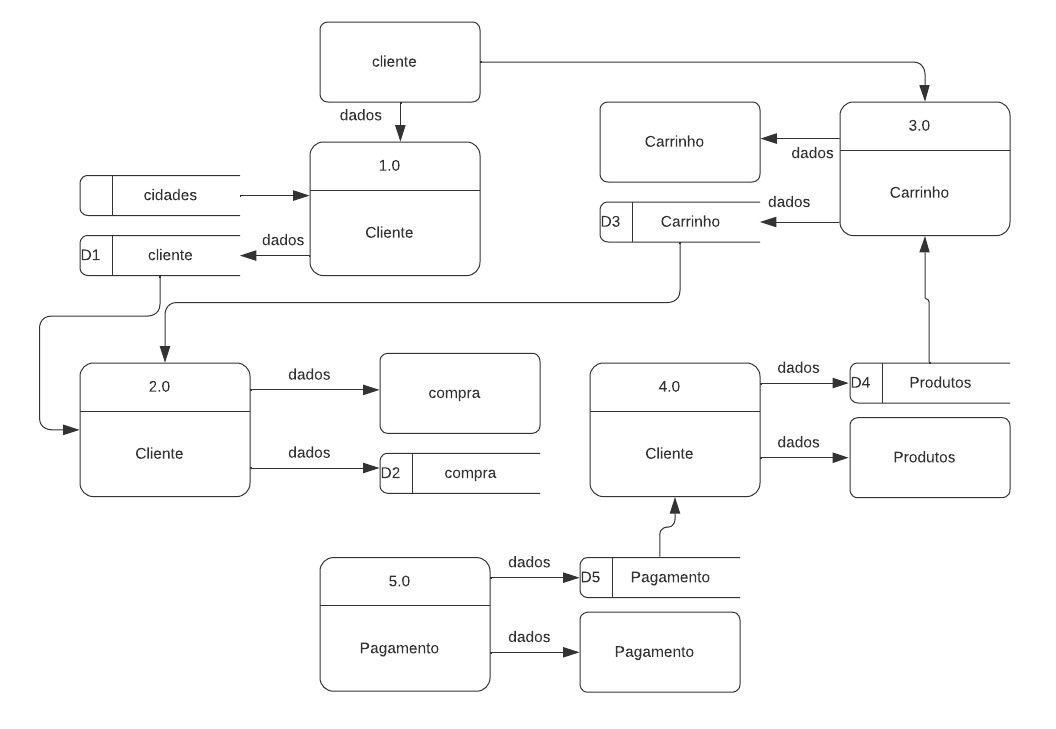 cliente
dados
1.0
Cliente
cidades
D1 cliente
dados
3.0
Carrinho
Carrinho
dados
D3 Carrinho
dados
2.0
Cliente
dados
compra
dados
D2 compra
4.0
Cliente
dados
D4 Produtos
dados
Produtos
5.0
Pagamento
dados
D5 Pagamento
dados
Pagamento